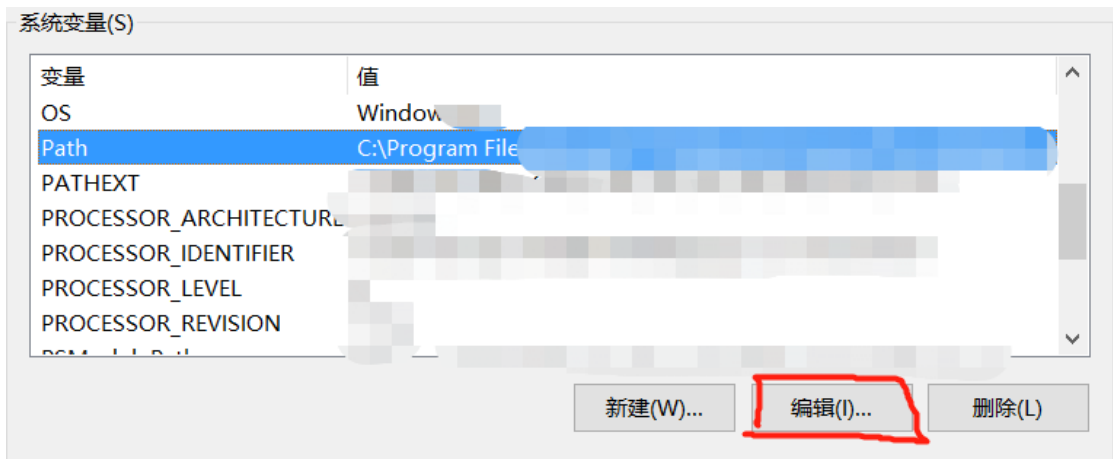 系统变量(S)
变量 值
OS Window
Path C:\Program File
PATHEXT
PROCESSOR_ARCHITECTURE
PROCESSOR_IDENTIFIER
PROCESSOR_LEVEL
PROCESSOR_REVISION
新建(W)... 编辑(I)... 删除(L)